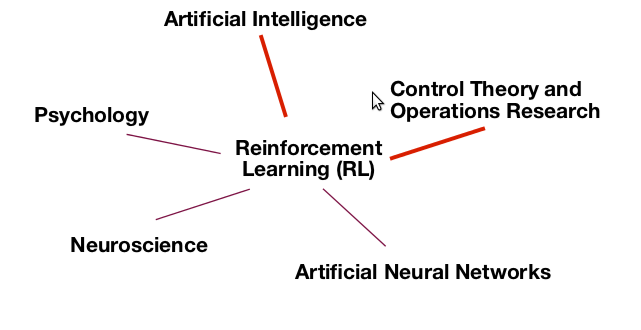 Artificial Intelligence
Control Theory and
Operations Research
Psychology
Reinforcement
Learning (RL)
Neuroscience
Artificial Neural Networks